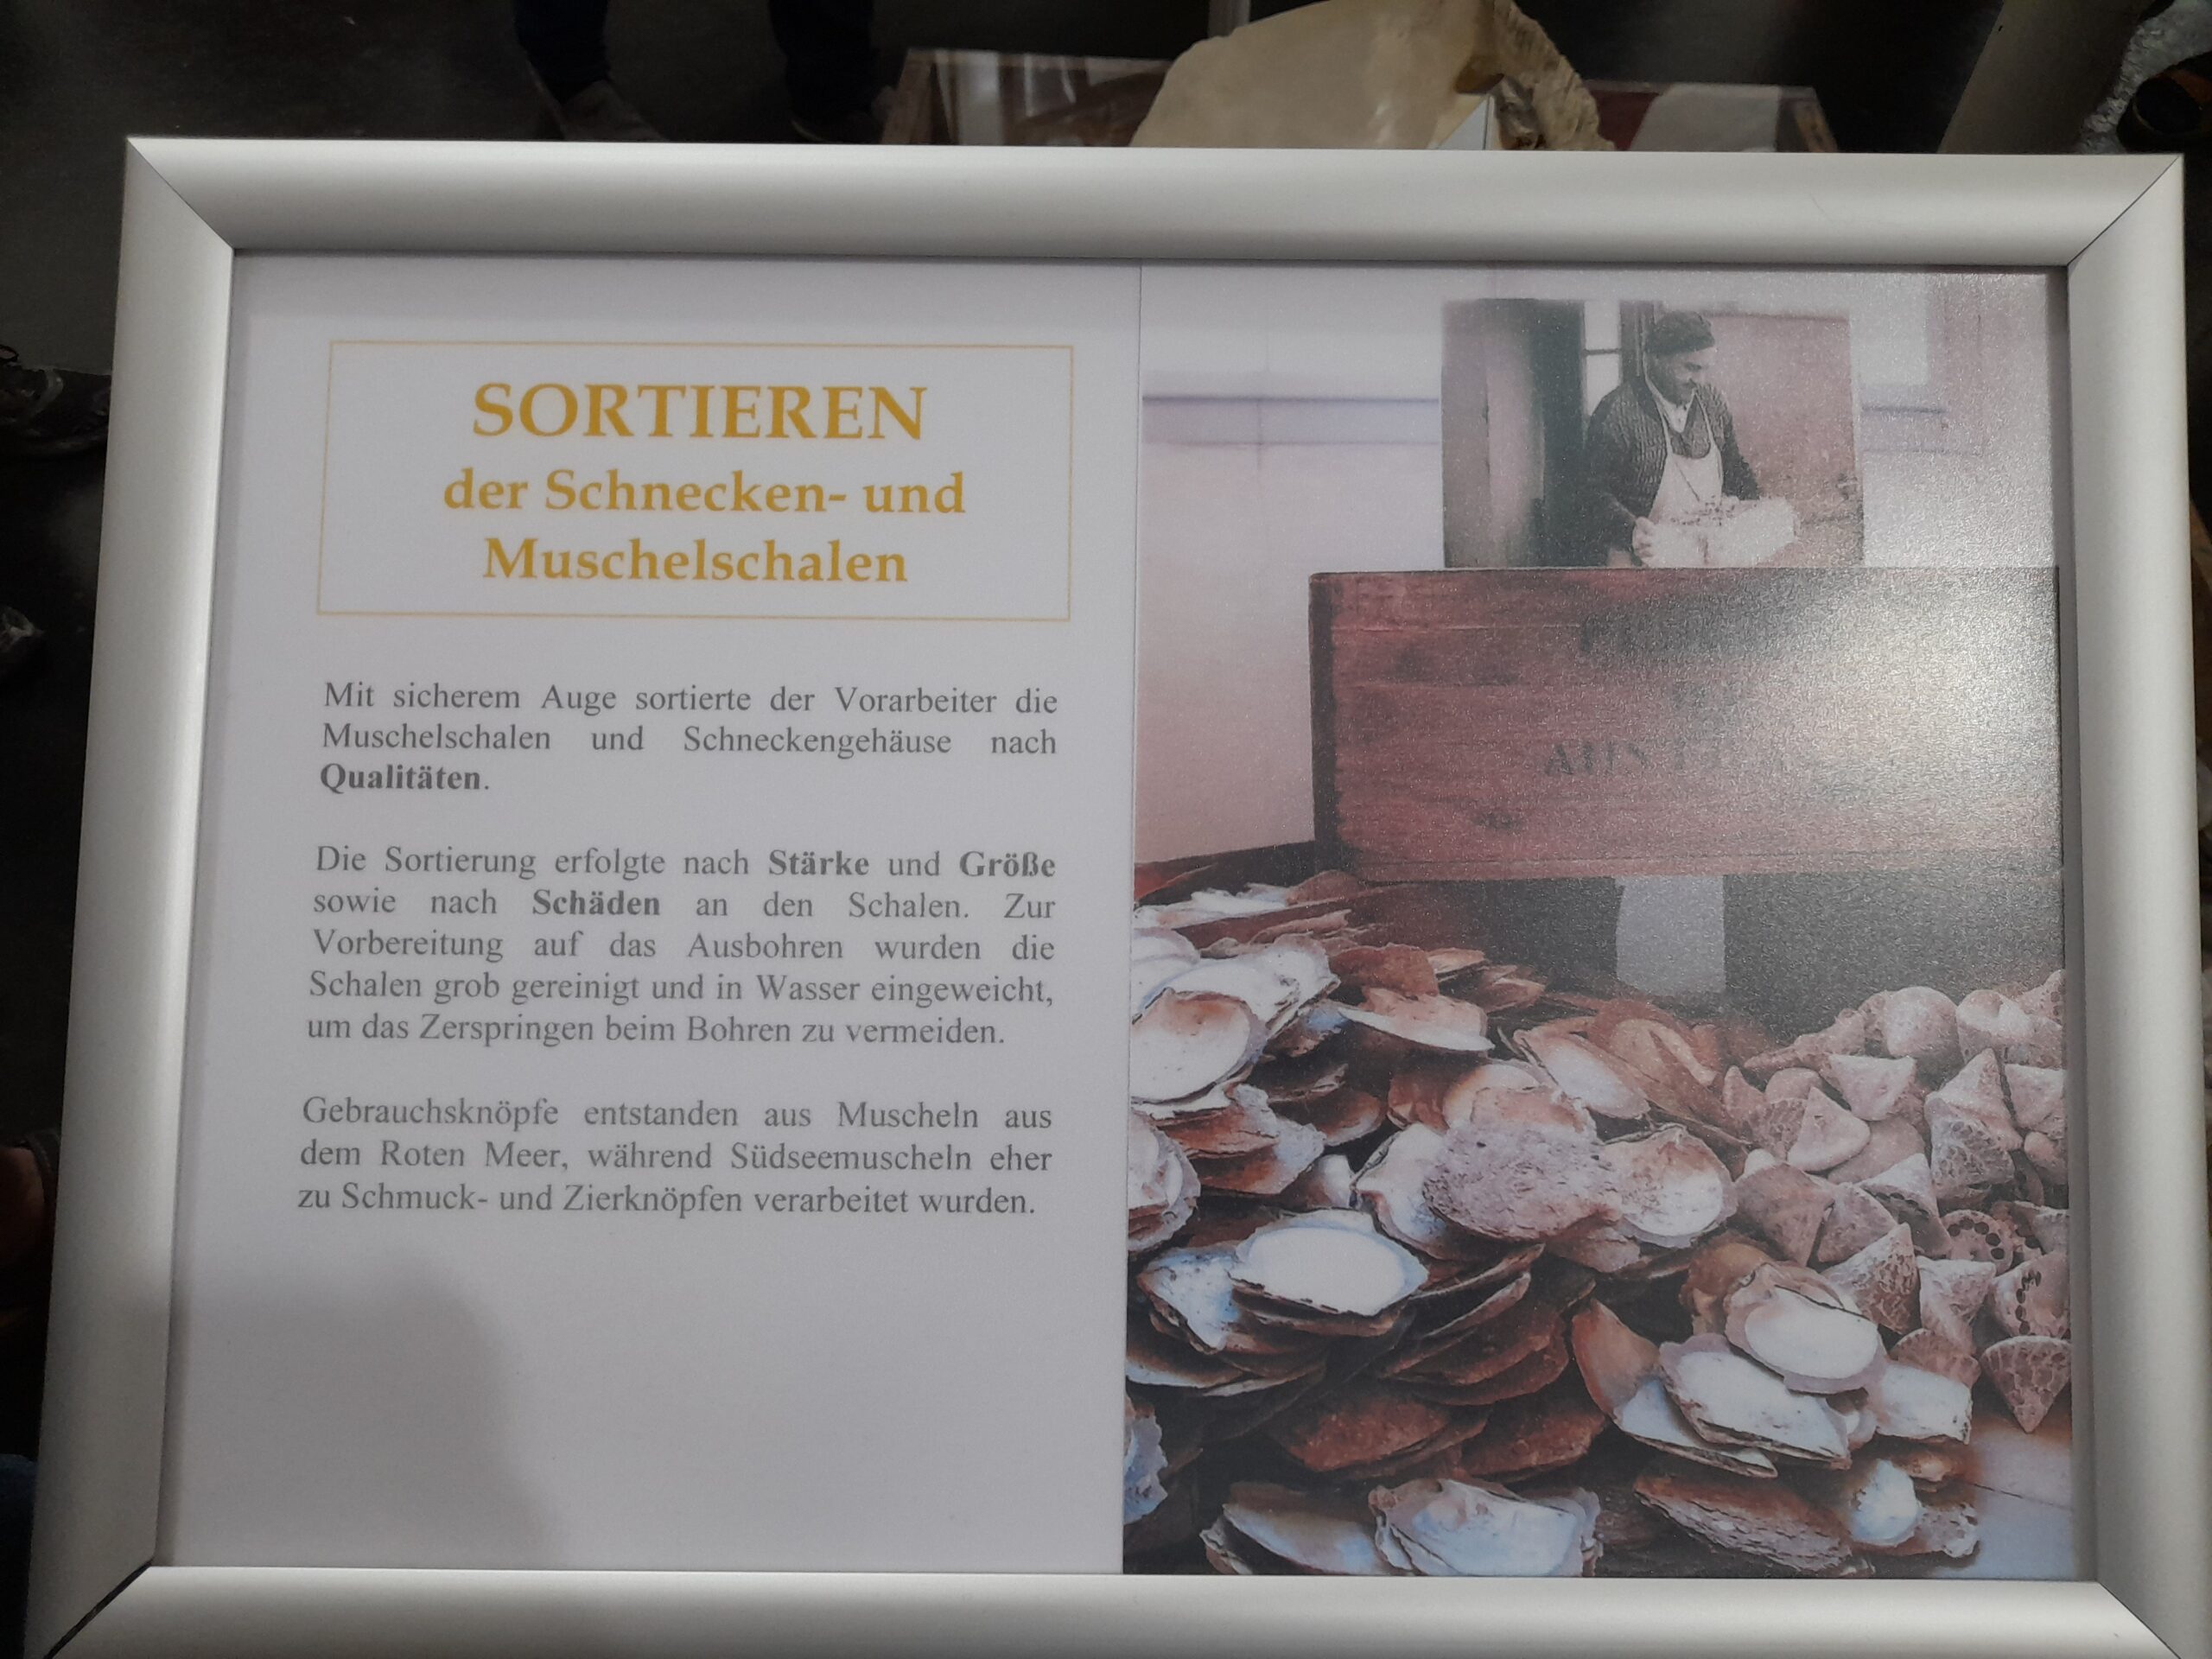 SORTIEREN
der Schnecken- und
Muschelschalen
Mit sicherem Auge sortierte der Vorarbeiter die
Muschelschalen und Schneckengehäuse nach
Qualitäten.
Die Sortierung erfolgte nach Stärke und Größe
sowie nach Schäden an den Schalen. Zur
Vorbereitung auf das Ausbohren wurden die
Schalen grob gereinigt und in Wasser eingeweicht,
um das Zerspringen beim Bohren zu vermeiden.
Gebrauchsknöpfe entstanden aus Muscheln aus
dem Roten Meer, während Südseemuscheln eher
zu Schmuck- und Zierknöpfen verarbeitet wurden.
AUS